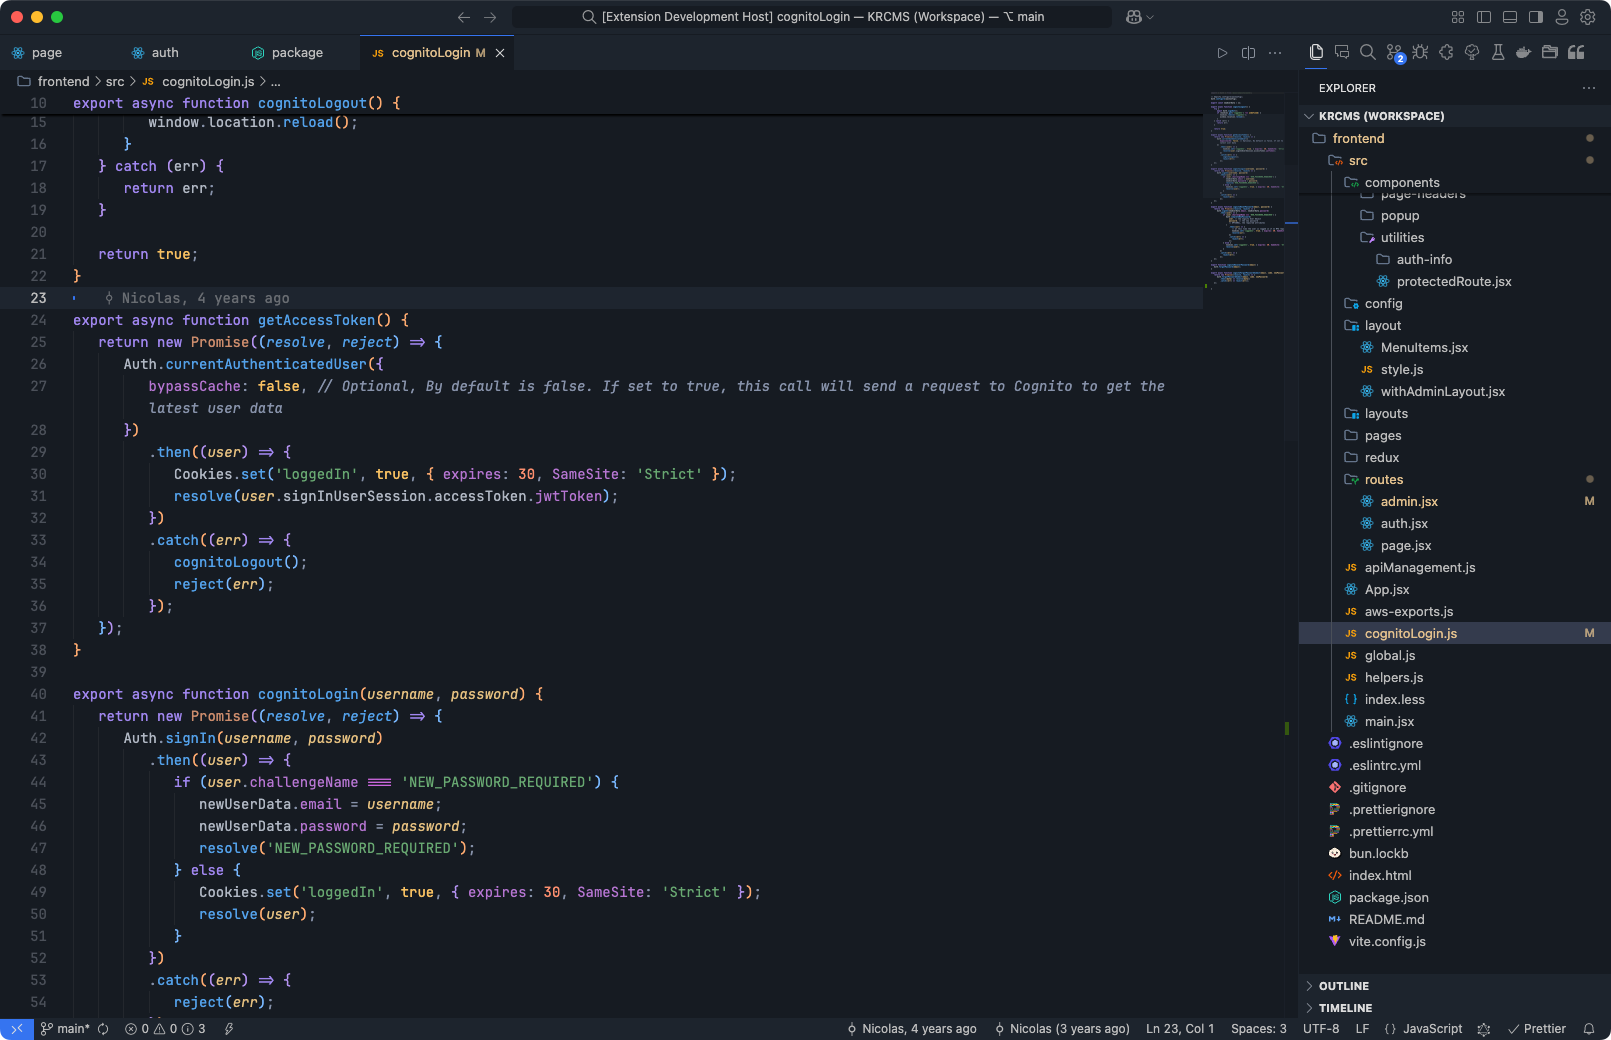 [Extension Development Host] cognitoLogin — KRCMS (Workspace) — ⌥ main
page
auth
package
JS cognitoLogin M
frontend > src > JS cognitoLogin.js > ...
10 export async function cognitoLogout() {
15 window.location.reload();
16 }
17 } catch (err) {
18 return err;
19 }
20
21 return true;
22 }
23 Nicolas, 4 years ago
24 export async function getAccessToken() {
25 return new Promise((resolve, reject) => {
26 Auth.currentAuthenticatedUser({
27 bypassCache: false, // Optional, By default is false. If set to true, this call will send a request to Cognito to get the
latest user data
28 })
29 .then((user) => {
30 Cookies.set('loggedIn', true, { expires: 30, SameSite: 'Strict' });
31 resolve(user.signInUserSession.accessToken.jwtToken);
32 })
33 .catch((err) => {
34 cognitoLogout();
35 reject(err);
36 });
37 });
38 }
39
40 export async function cognitoLogin(username, password) {
41 return new Promise((resolve, reject) => {
42 Auth.signIn(username, password)
43 .then((user) => {
44 if (user.challengeName === 'NEW_PASSWORD_REQUIRED') {
45 newUserData.email = username;
46 newUserData.password = password;
47 resolve('NEW_PASSWORD_REQUIRED');
48 } else {
49 Cookies.set('loggedIn', true, { expires: 30, SameSite: 'Strict' });
50 resolve(user);
51 }
52 })
53 .catch((err) => {
54 reject(err);
2
EXPLORER
KRCMS (WORKSPACE)
frontend
src
components
page-headers
popup
utilities
auth-info
protectedRoute.jsx
config
layout
MenuItems.jsx
JS style.js
withAdminLayout.jsx
layouts
pages
redux
routes
admin.jsx M
auth.jsx
page.jsx
JS apiManagement.js
App.jsx
JS aws-exports.js
JS cognitoLogin.js M
JS global.js
JS helpers.js
{ } index.less
main.jsx
.eslintignore
.eslintrc.yml
.gitignore
.prettierignore
.prettierrc.yml
bun.lockb
index.html
package.json
M↓ README.md
vite.config.js
OUTLINE
TIMELINE
main* 0 0 3 Nicolas, 4 years ago Nicolas (3 years ago) Ln 23, Col 1 Spaces: 3 UTF-8 LF { } JavaScript Prettier